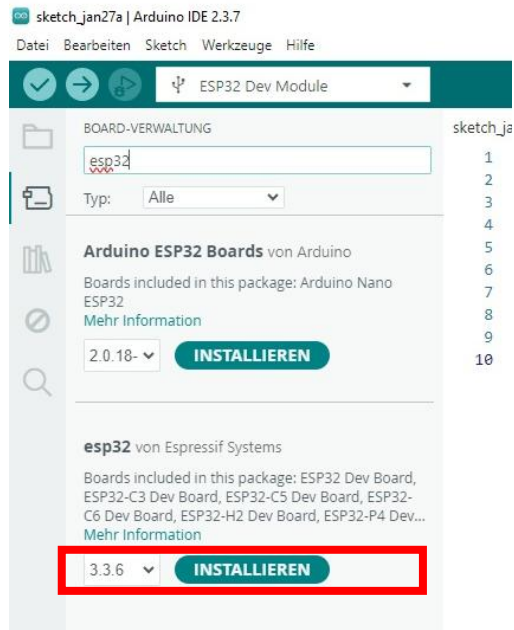 sketch_jan27a | Arduino IDE 2.3.7
Datei Bearbeiten Sketch Werkzeuge Hilfe
ESP32 Dev Module
BOARD-VERWALTUNG
sketch_ja
esp32
Typ: Alle
Arduino ESP32 Boards von Arduino
Boards included in this package: Arduino Nano
ESP32
Mehr Information
2.0.18- INSTALLIEREN
esp32 von Espressif Systems
Boards included in this package: ESP32 Dev Board,
ESP32-C3 Dev Board, ESP32-C5 Dev Board, ESP32-
C6 Dev Board, ESP32-H2 Dev Board, ESP32-P4 Dev...
Mehr Information
3.3.6 INSTALLIEREN
1
2
3
4
5
6
7
8
9
10